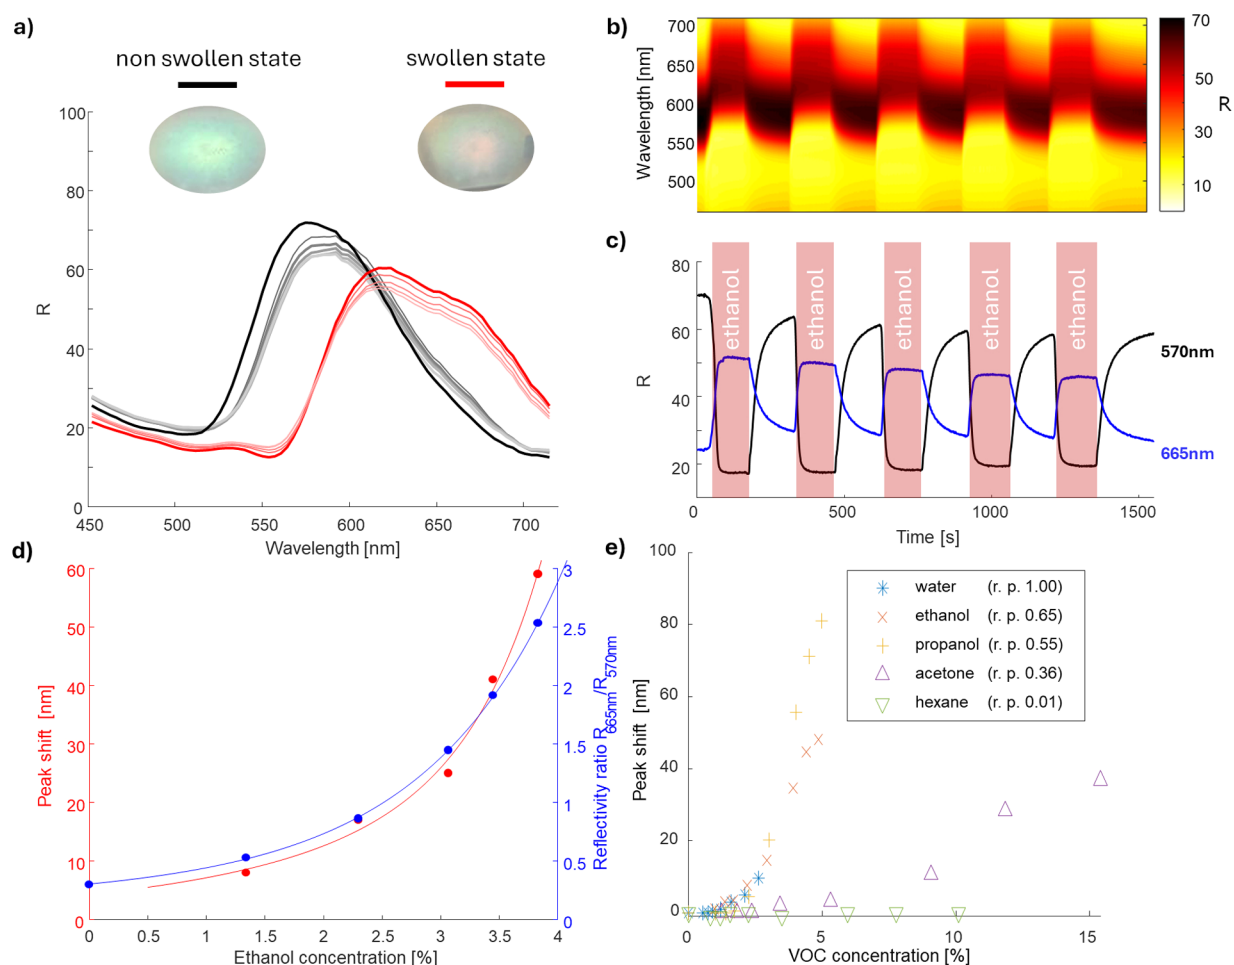 a)
non swollen state
swollen state
100
80
60
40
20
0
R
450
500
550
600
650
700
Wavelength [nm]
b)
700
650
600
550
500
Wavelength [nm]
70
50
30
10
R
c)
80
60
40
20
R
ethanol
ethanol
ethanol
ethanol
ethanol
570nm
665nm
0
500
1000
1500
Time [s]
d)
60
50
40
30
20
10
0
Peak shift [nm]
3
2.5
2
1.5
1
0.5
0
Reflectivity ratio R665nm/R570nm
0
0.5
1
1.5
2
2.5
3
3.5
4
Ethanol concentration [%]
e)
100
80
60
40
20
0
Peak shift [nm]
water (r. p. 1.00)
ethanol (r. p. 0.65)
propanol (r. p. 0.55)
acetone (r. p. 0.36)
hexane (r. p. 0.01)
0
5
10
15
VOC concentration [%]